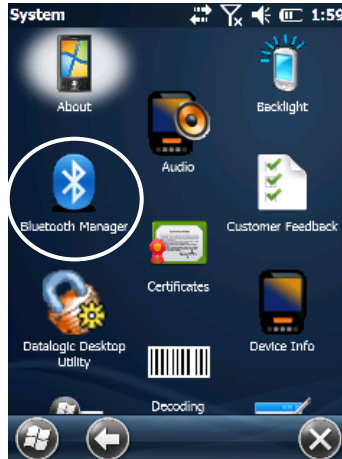 System 1:59
About
Backlight
Audio
Bluetooth Manager
Customer Feedback
Certificates
Datalogic Desktop
Utility
Device Info
Decoding